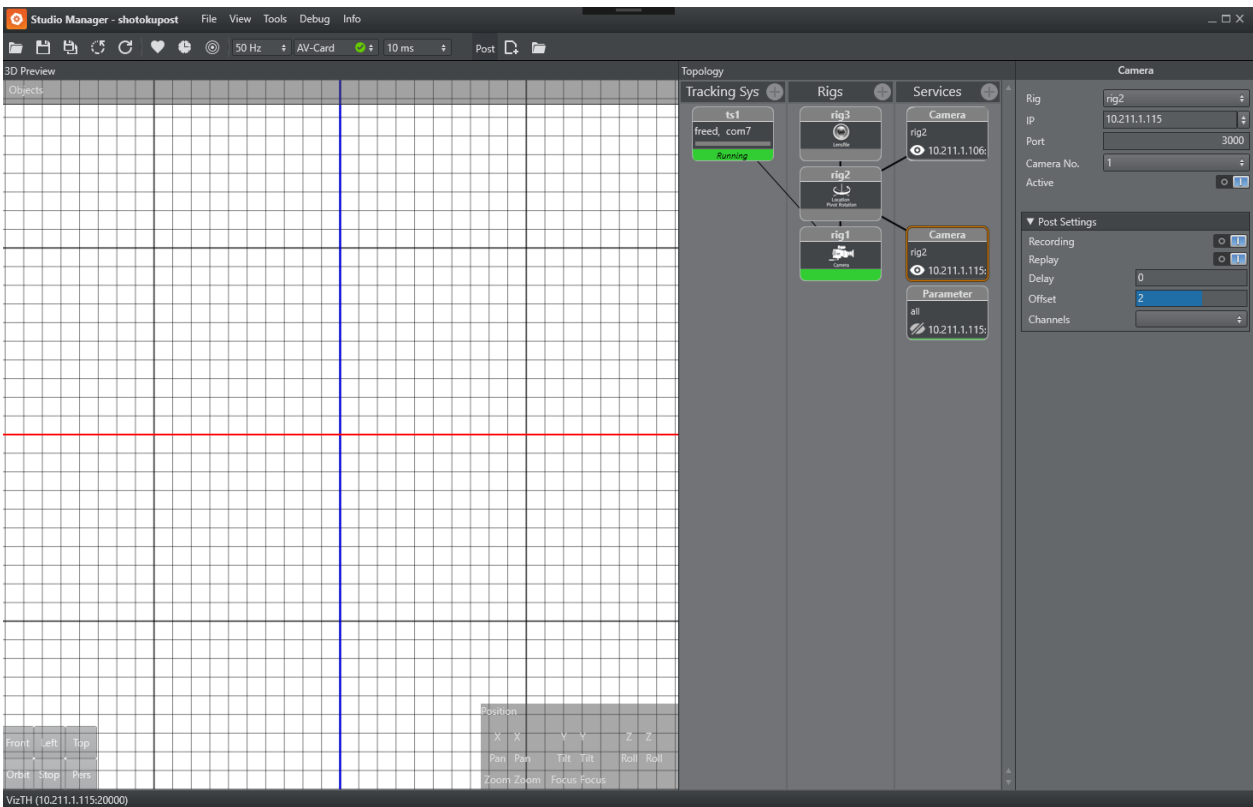 Studio Manager - shotokupost File View Tools Debug Info
50 Hz AV-Card 10 ms Post
3D Preview
Objects
Front Left Top
Orbit Stop Pers
Position
X X Y Y Z Z
Pan Pan Tilt Tilt Roll Roll
Zoom Zoom Focus Focus
Topology
Tracking Sys
ts1
freed, com7
Running
Rigs
rig3
Lensfile
rig2
Location
Pivot Rotation
rig1
Camera
Services
Camera
rig2
10.211.1.106:
Camera
rig2
10.211.1.115:
Parameter
all
10.211.1.115:
Camera
Rig rig2
IP 10.211.1.115
Port 3000
Camera No. 1
Active
Post Settings
Recording
Replay
Delay 0
Offset 2
Channels
VizTH (10.211.1.115:20000)